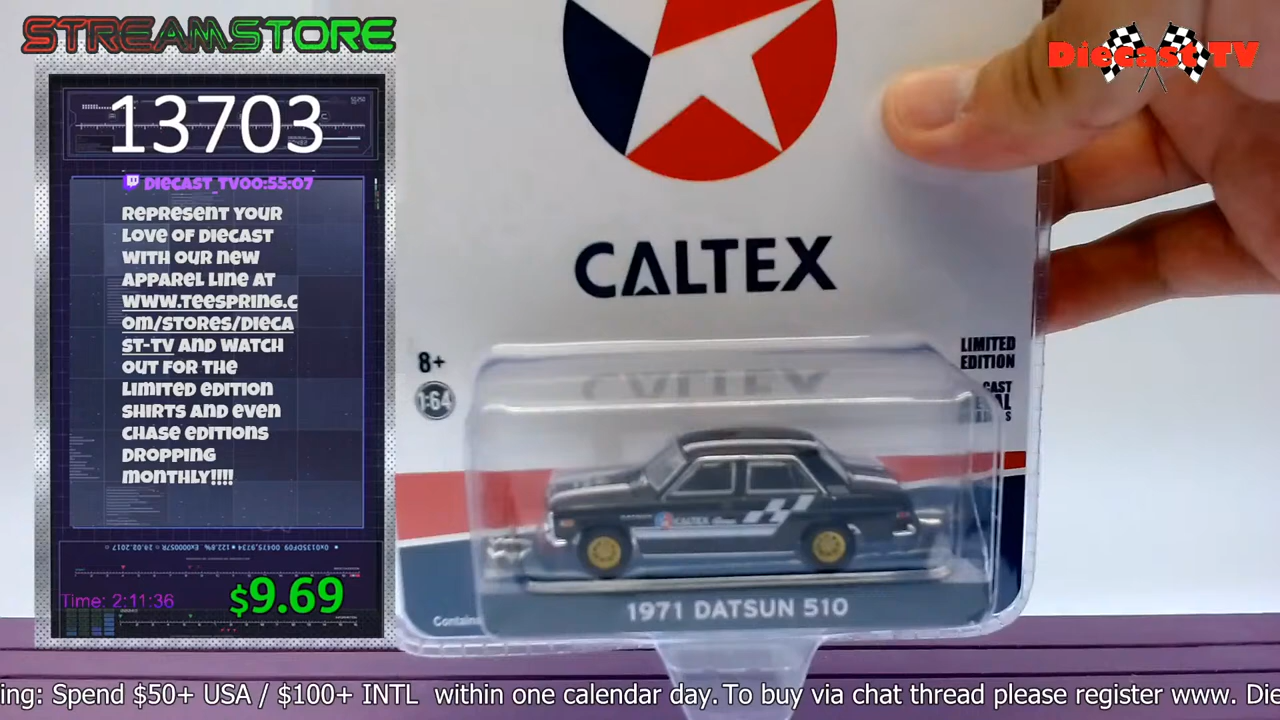 STREAMSTORE
13703
DIECAST_TV00:55:07
REPRESENT YOUR
LOVE OF DIECAST
WITH OUR NEW
APPAREL LINE AT
WWW.TEESPRING.C
OM/STORES/DIECA
ST-TV AND WATCH
OUT FOR THE
LIMITED EDITION
SHIRTS AND EVEN
CHASE EDITIONS
DROPPING
MONTHLY!!!!
Time: 2:11:36
$9.69
Diecast TV
CALTEX
8+
1:64
LIMITED
EDITION
CALTEX
1971 DATSUN 510
ing: Spend $50+ USA / $100+ INTL within one calendar day. To buy via chat thread please register www. Die